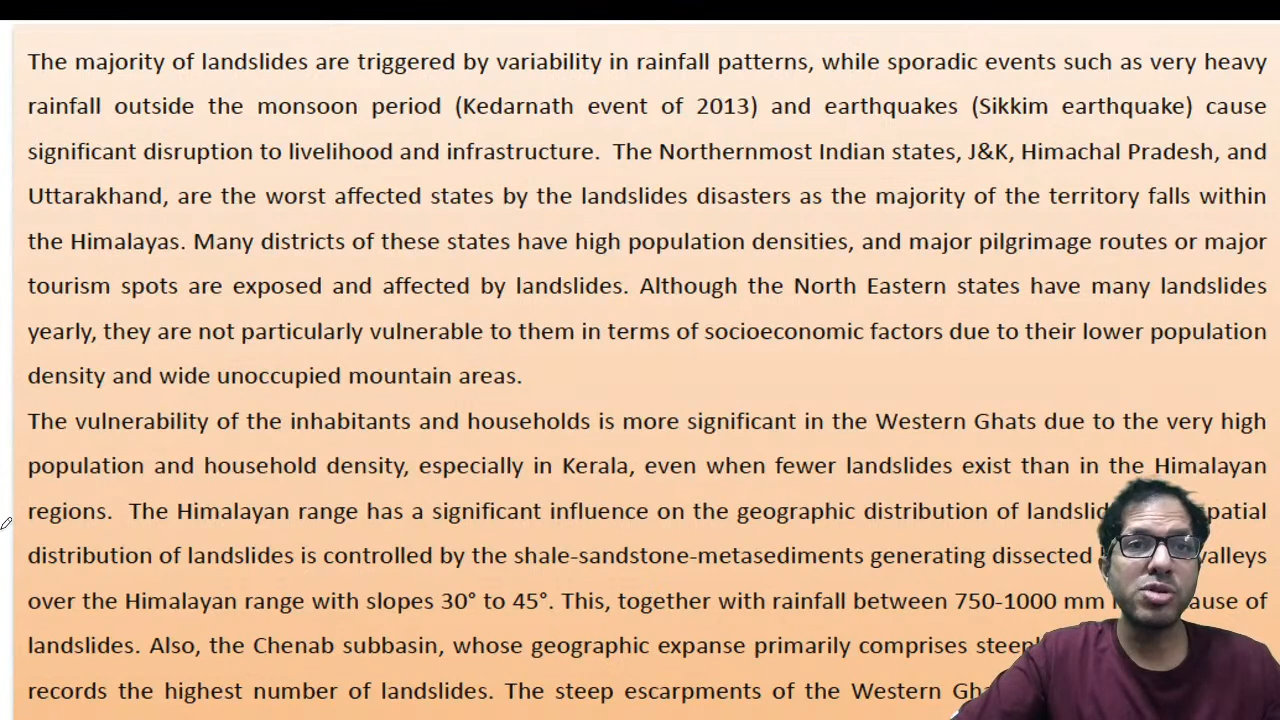 The majority of landslides are triggered by variability in rainfall patterns, while sporadic events such as very heavy
rainfall outside the monsoon period (Kedarnath event of 2013) and earthquakes (Sikkim earthquake) cause
significant disruption to livelihood and infrastructure. The Northernmost Indian states, J&K, Himachal Pradesh, and
Uttarakhand, are the worst affected states by the landslides disasters as the majority of the territory falls within
the Himalayas. Many districts of these states have high population densities, and major pilgrimage routes or major
tourism spots are exposed and affected by landslides. Although the North Eastern states have many landslides
yearly, they are not particularly vulnerable to them in terms of socioeconomic factors due to their lower population
density and wide unoccupied mountain areas.
The vulnerability of the inhabitants and households is more significant in the Western Ghats due to the very high
population and household density, especially in Kerala, even when fewer landslides exist than in the Himalayan
regions. The Himalayan range has a significant influence on the geographic distribution of spatial
distribution of landslides is controlled by the shale-sandstone-metasediments generating dissected valleys
over the Himalayan range with slopes 30° to 45°. This, together with rainfall between 750-1000 mm of
landslides. Also, the Chenab subbasin, whose geographic expanse primarily comprises
records the highest number of landslides. The steep escarpments of the Western